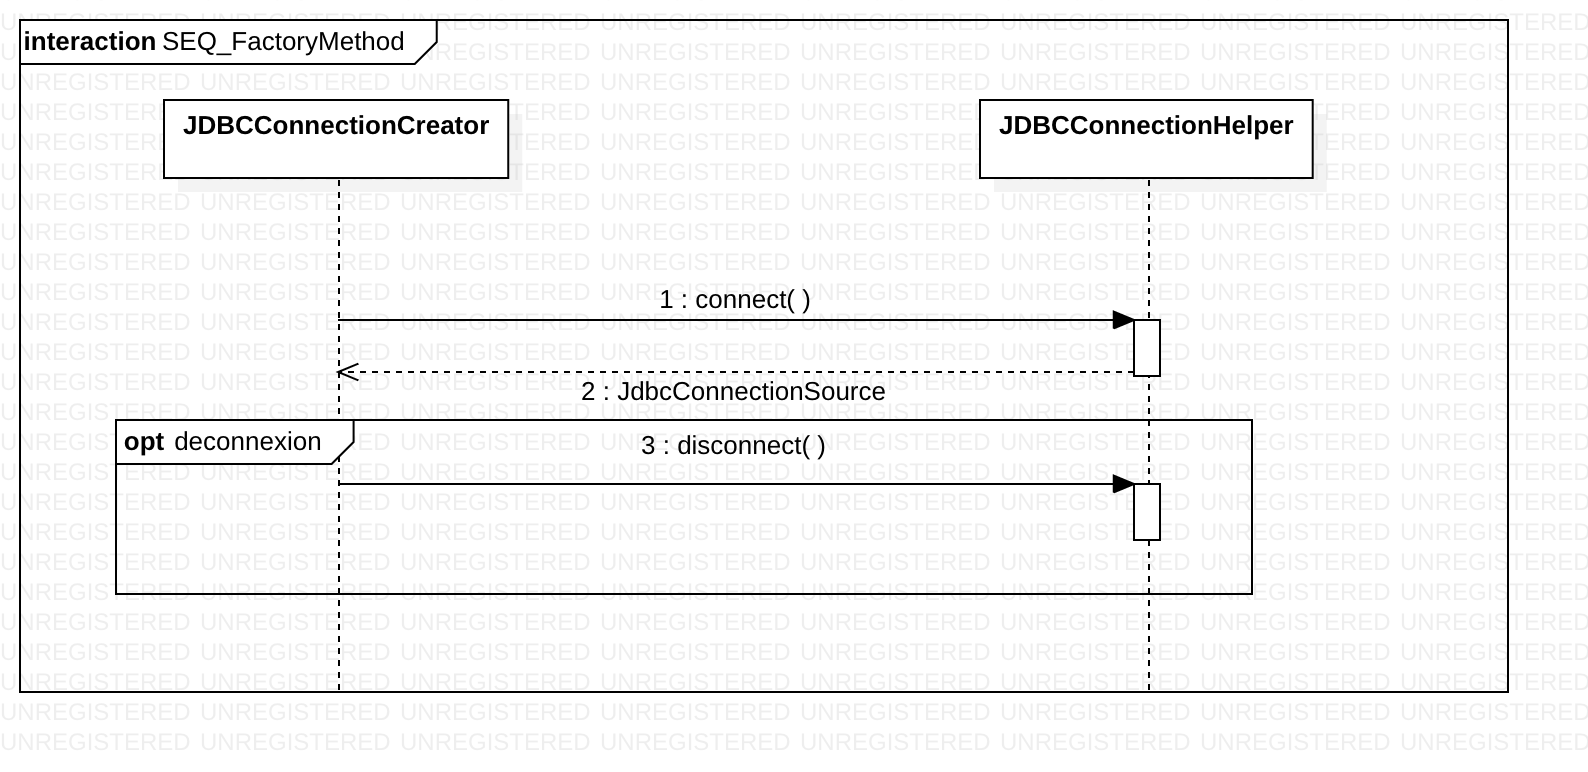 interaction SEQ_FactoryMethod
JDBCConnectionCreator
JDBCConnectionHelper
1 : connect( )
2 : JdbcConnectionSource
opt deconnexion
3 : disconnect( )
UNREGISTERED